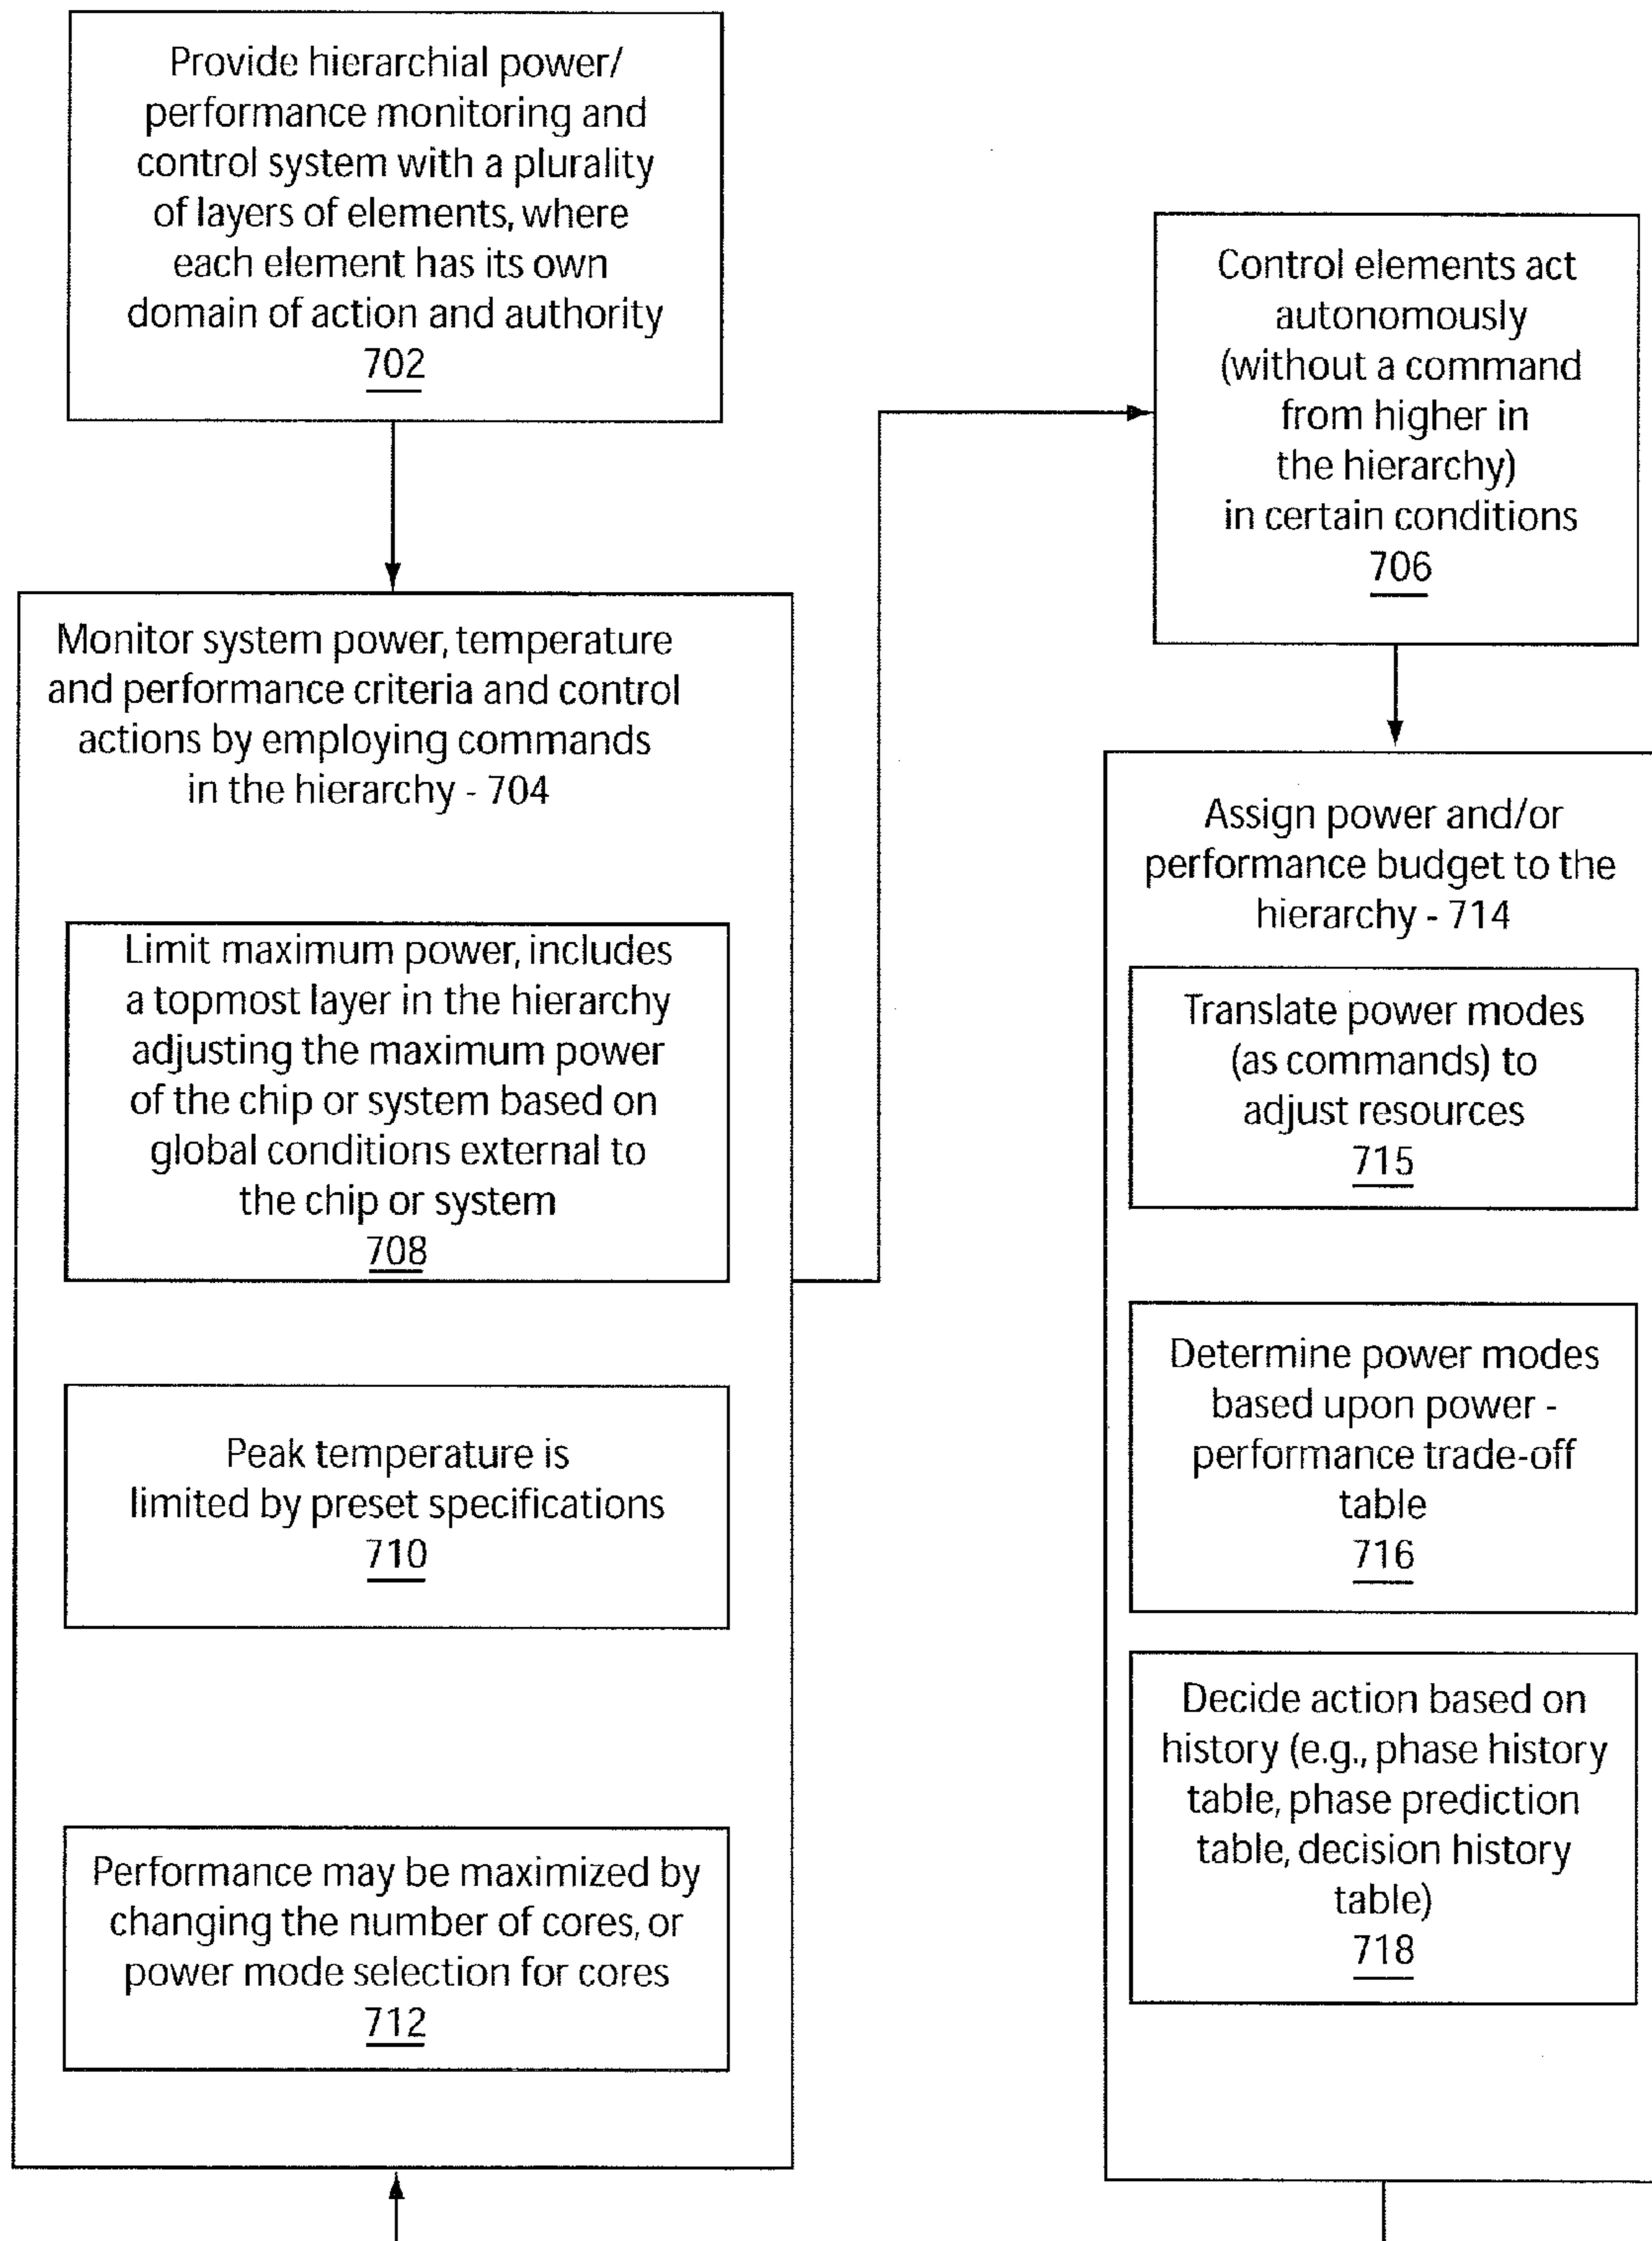 Provide hierarchial power/
performance monitoring and
control system with a plurality
of layers of elements, where
each element has its own
domain of action and authority
702
Monitor system power, temperature
and performance criteria and control
actions by employing commands
in the hierarchy - 704
Limit maximum power, includes
a topmost layer in the hierarchy
adjusting the maximum power
of the chip or system based on
global conditions external to
the chip or system
708
Peak temperature is
limited by preset specifications
710
Performance may be maximized by
changing the number of cores, or
power mode selection for cores
712
Control elements act
autonomously
(without a command
from higher in
the hierarchy)
in certain conditions
706
Assign power and/or
performance budget to the
hierarchy - 714
Translate power modes
(as commands) to
adjust resources
715
Determine power modes
based upon power -
performance trade-off
table
716
Decide action based on
history (e.g., phase history
table, phase prediction
table, decision history
table)
718